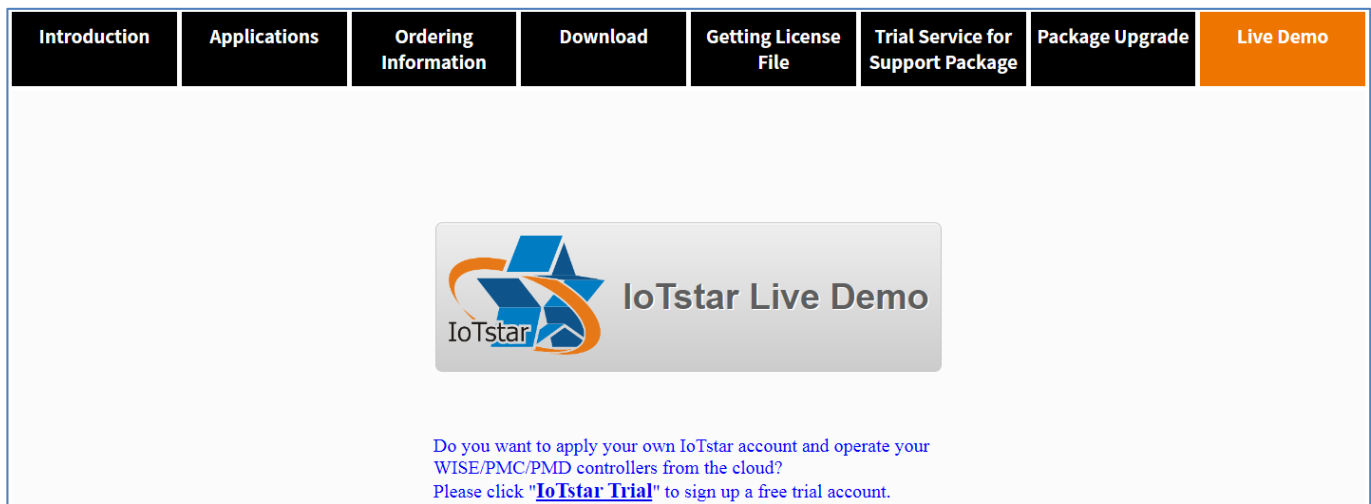 Introduction
Applications
Ordering
Information
Download
Getting License
File
Trial Service for
Support Package
Package Upgrade
Live Demo
IoTstar
IoTstar Live Demo
Do you want to apply your own IoTstar account and operate your
WISE/PMC/PMD controllers from the cloud?
Please click "IoTstar Trial" to sign up a free trial account.